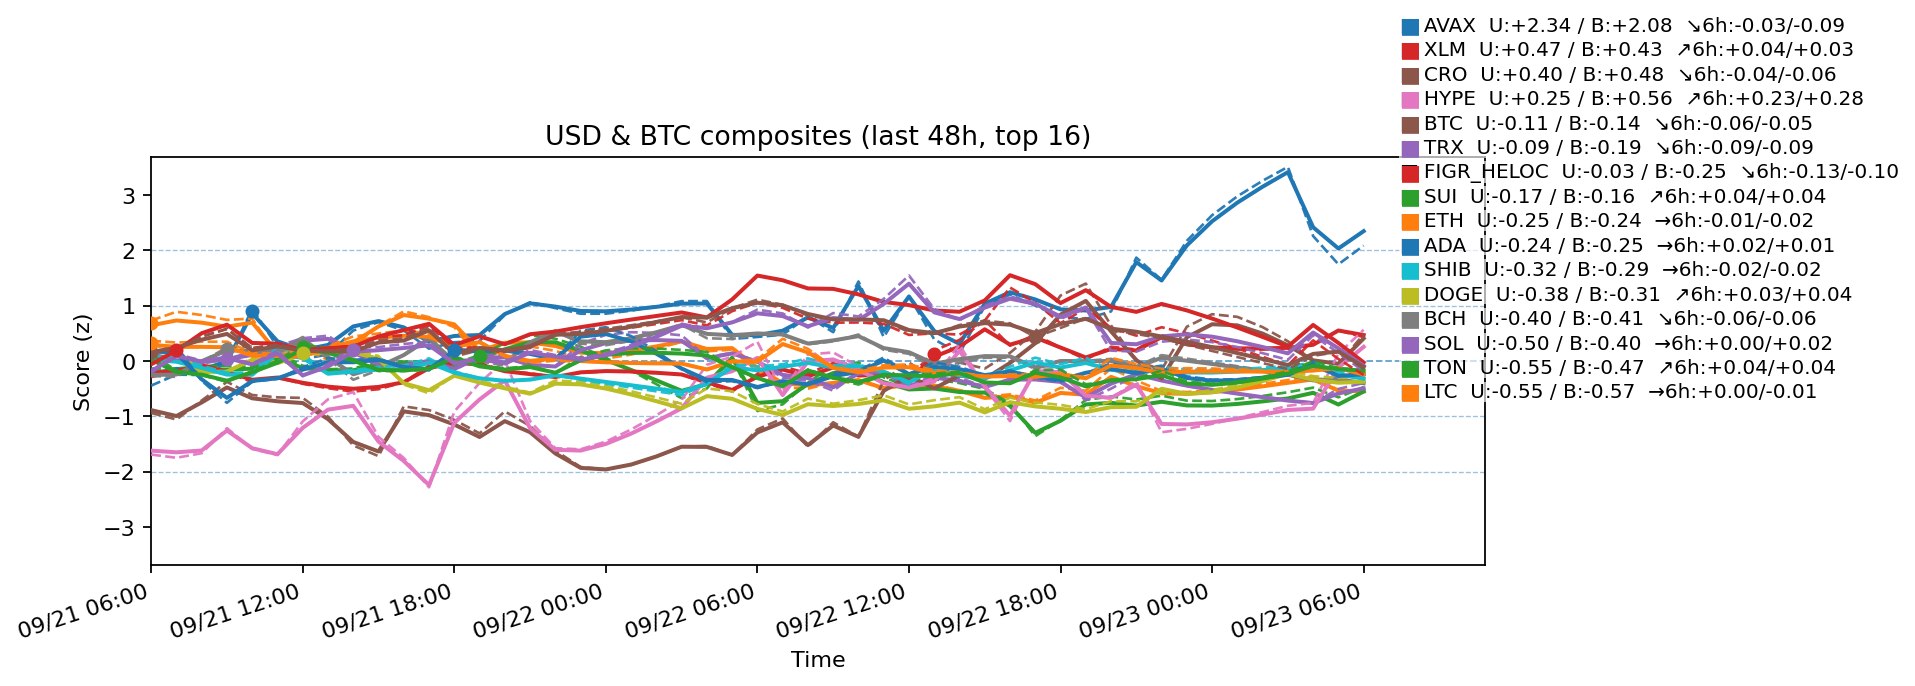 AVAX  U:+2.34 / B:+2.08  ↘6h:-0.03/-0.09
XLM  U:+0.47 / B:+0.43  ↗6h:+0.04/+0.03
CRO  U:+0.40 / B:+0.48  ↘6h:-0.04/-0.06
HYPE  U:+0.25 / B:+0.56  ↗6h:+0.23/+0.28
BTC  U:-0.11 / B:-0.14  ↘6h:-0.06/-0.05
TRX  U:-0.09 / B:-0.19  ↘6h:-0.09/-0.09
FIGR_HELOC  U:-0.03 / B:-0.25  ↘6h:-0.13/-0.10
SUI  U:-0.17 / B:-0.16  ↗6h:+0.04/+0.04
ETH  U:-0.25 / B:-0.24  →6h:-0.01/-0.02
ADA  U:-0.24 / B:-0.25  →6h:+0.02/+0.01
SHIB  U:-0.32 / B:-0.29  →6h:-0.02/-0.02
DOGE  U:-0.38 / B:-0.31  ↗6h:+0.03/+0.04
BCH  U:-0.40 / B:-0.41  ↘6h:-0.06/-0.06
SOL  U:-0.50 / B:-0.40  →6h:+0.00/+0.02
TON  U:-0.55 / B:-0.47  ↗6h:+0.04/+0.04
LTC  U:-0.55 / B:-0.57  →6h:+0.00/-0.01
USD & BTC composites (last 48h, top 16)
Score (z)
3
2
1
0
−1
−2
−3
09/21 06:00
09/21 12:00
09/21 18:00
09/22 00:00
09/22 06:00
09/22 12:00
09/22 18:00
09/23 00:00
09/23 06:00
Time